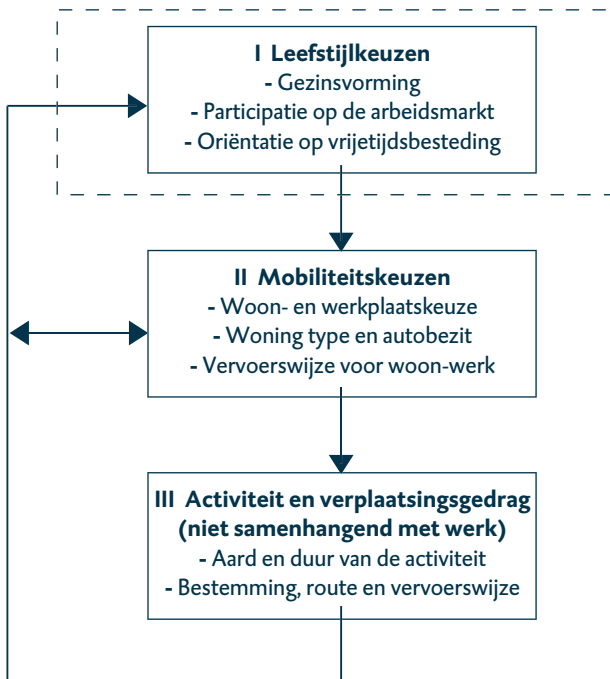 I Leefstijlkeuzen
- Gezinsvorming
- Participatie op de arbeidsmarkt
- Oriëntatie op vrijetijdsbesteding
II Mobiliteitskeuzen
- Woon- en werkplaatskeuze
- Woning type en autobezit
- Vervoerswijze voor woon-werk
III Activiteit en verplaatsingsgedrag
(niet samenhangend met werk)
- Aard en duur van de activiteit
- Bestemming, route en vervoerswijze